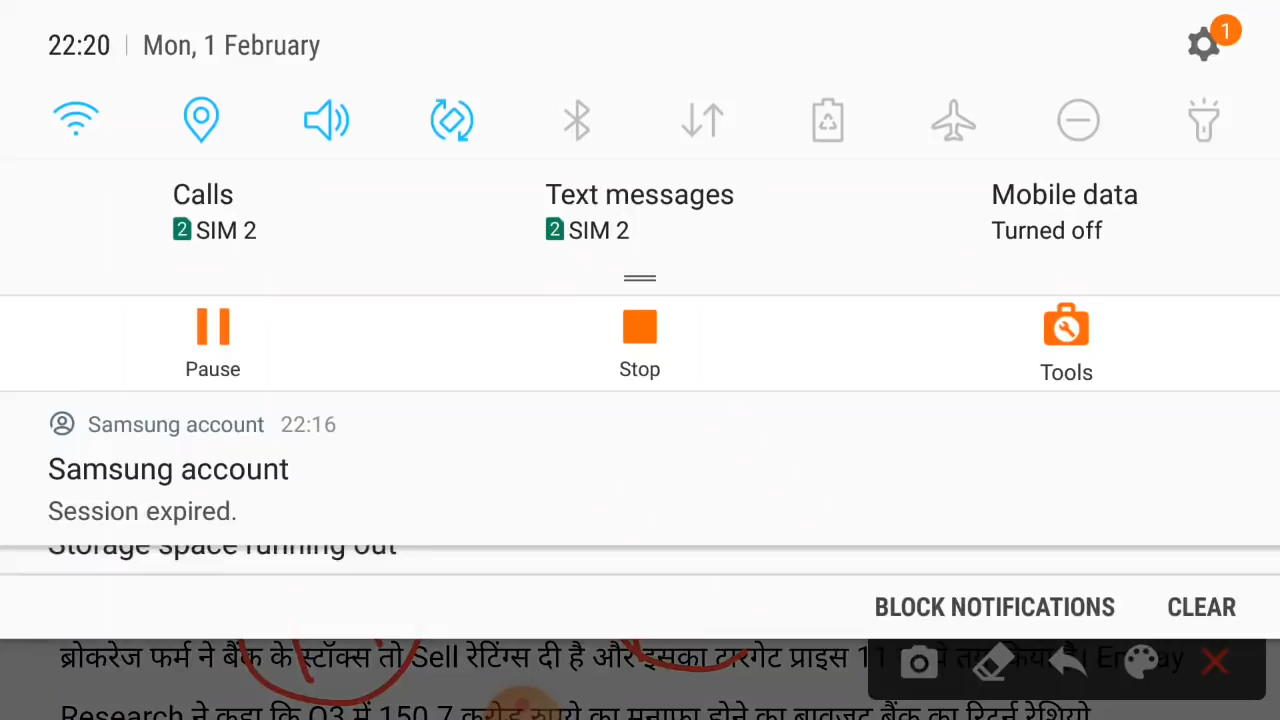 22:20 Mon, 1 February
1
Calls Text messages Mobile data
2 SIM 2 2 SIM 2 Turned off
Pause Stop Tools
Samsung account 22:16
Samsung account
Session expired.
Storage space running out
BLOCK NOTIFICATIONS CLEAR
ब्रोकरेज फर्म ने बैंक के स्टॉक्स तो Sell रेटिंग्स दी है और इसका टारगेट प्राइस 11
Research ने कहा कि Q3 में 150.7 करोड़ रुपये का मुनाफा होने का बावजूद बैंक का रिटर्न रेशियो